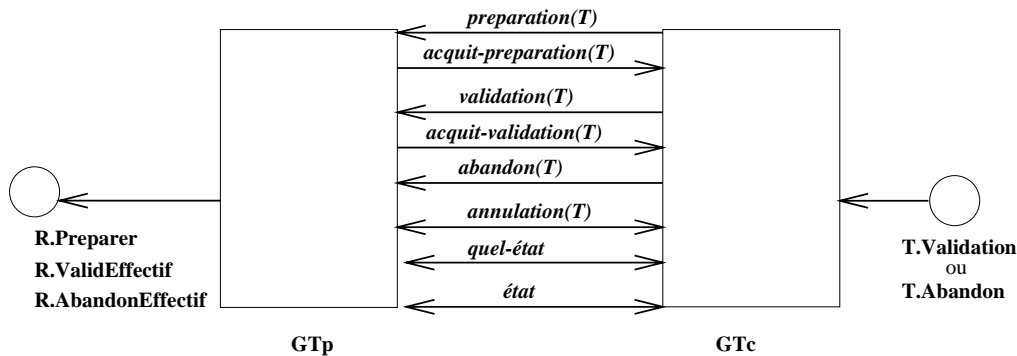 preparation(T)
acquit-preparation(T)
validation(T)
acquit-validation(T)
abandon(T)
annulation(T)
quel-état
état
R.Preparer
R.ValidEffectif
R.AbandonEffectif
T.Validation
ou
T.Abandon
GTp
GTc